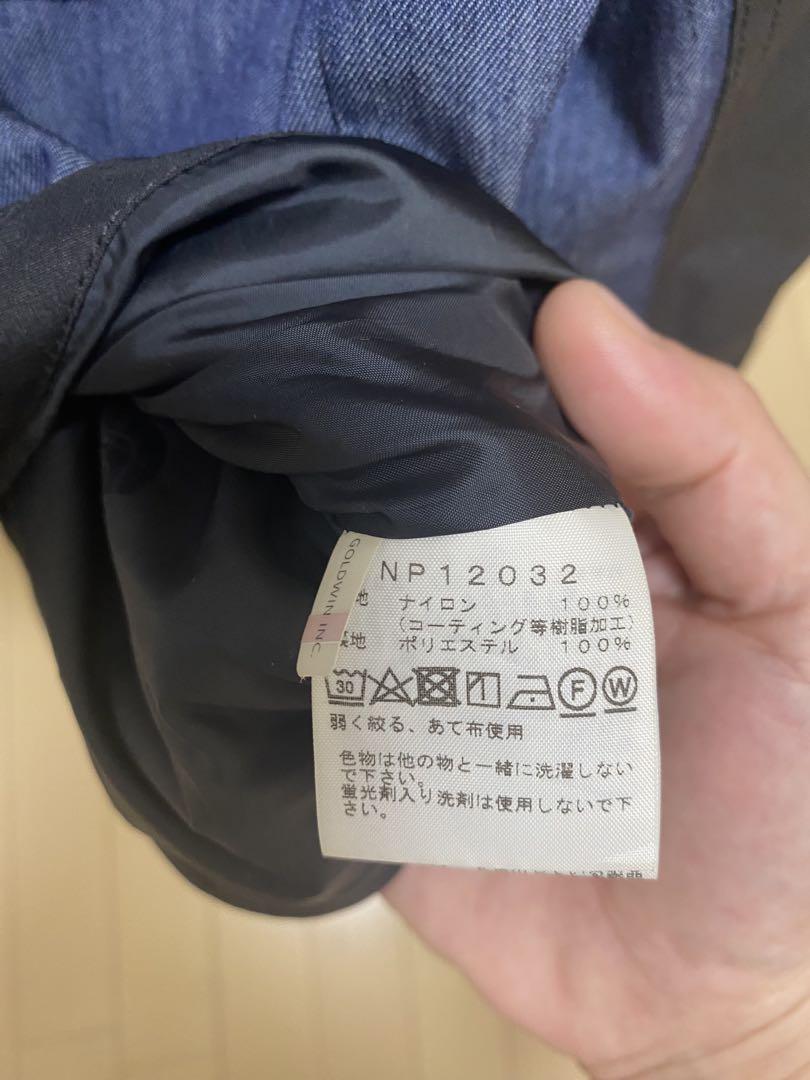 GOLDWIN INC
NP12032
地 ナイロン 100%
(コーティング等樹脂加工)
地 ポリエステル 100%
30 F W
弱く絞る、あて布使用
色物は他の物と一緒に洗濯しない
で下さい。
蛍光剤入り洗剤は使用しないで下
さい。